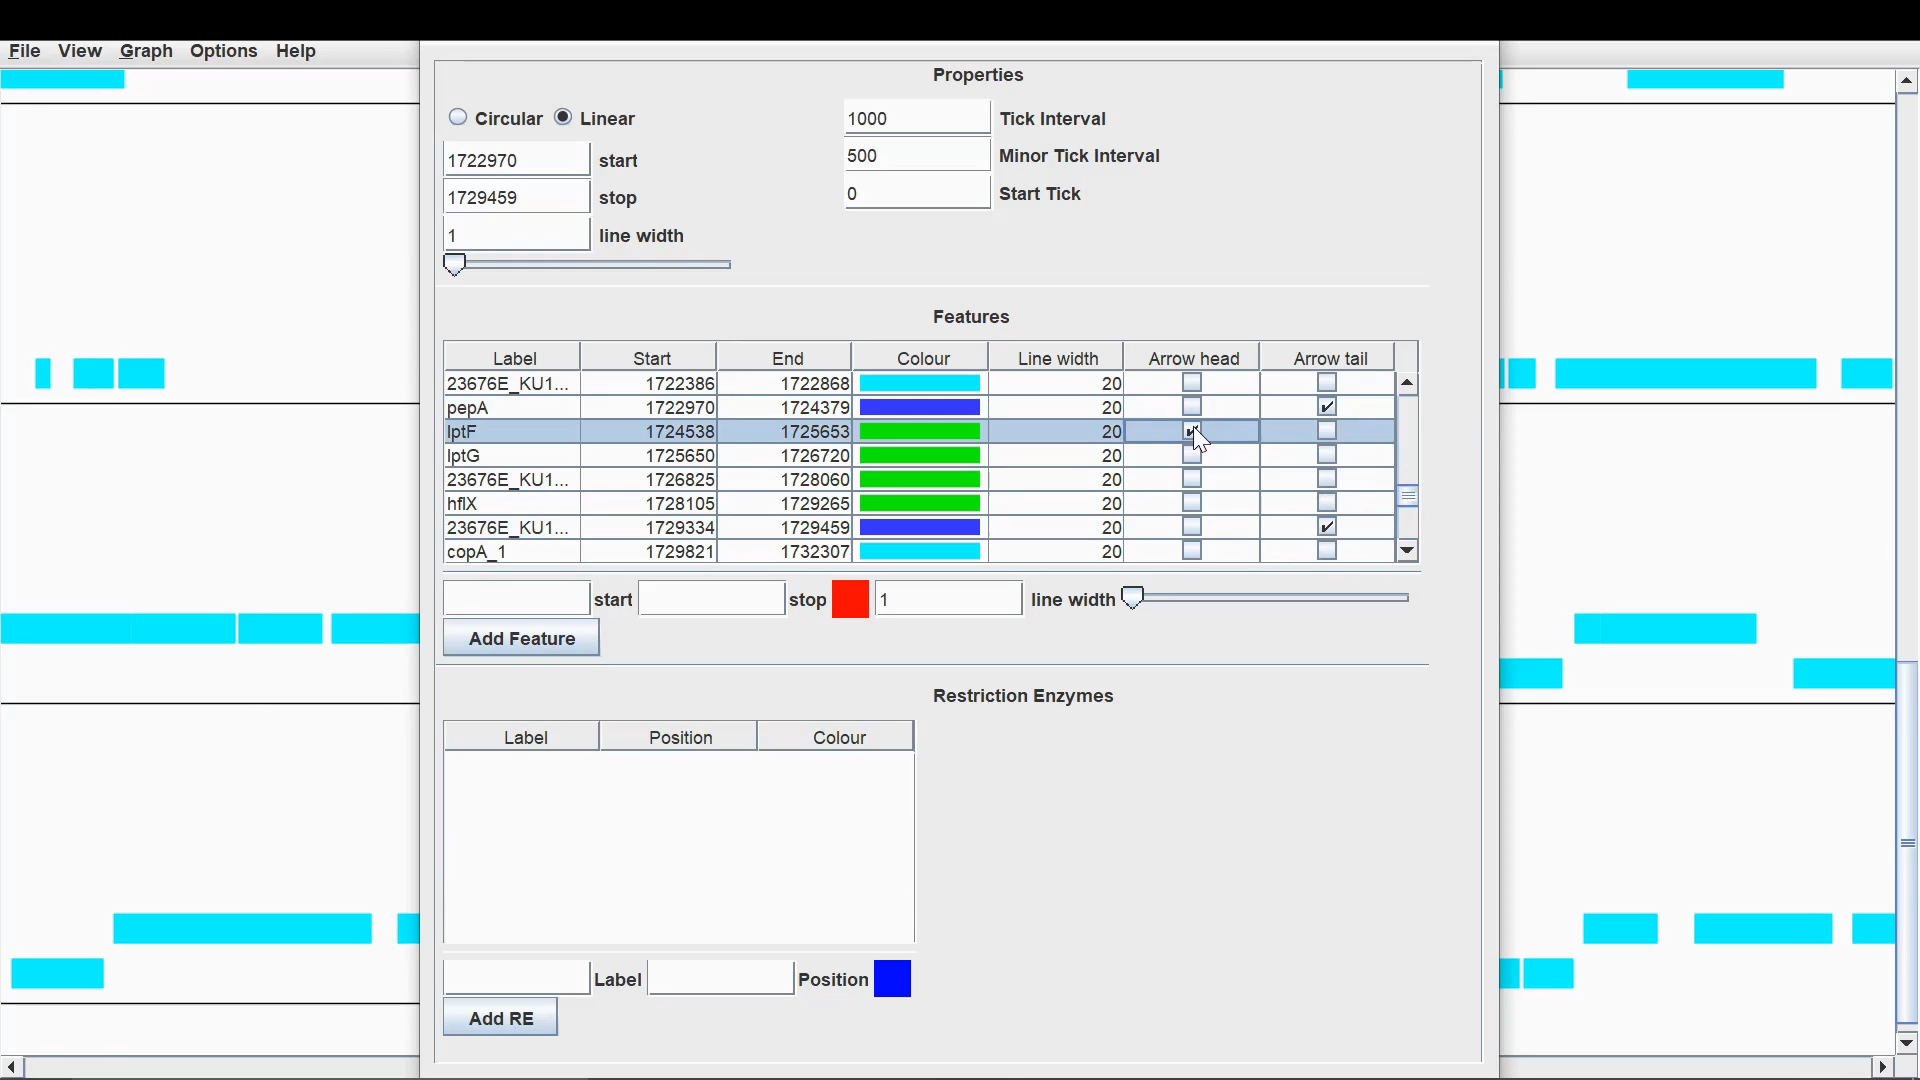 File View Graph Options Help
Properties
Circular Linear 1000 Tick Interval
1722970 start 500 Minor Tick Interval
1729459 stop 0 Start Tick
1 line width
Features
Label Start End Colour Line width Arrow head Arrow tail
23676E_KU1... 1722386 1722868 20
pepA 1722970 1724379 20
lptF 1724538 1725653 20
lptG 1725650 1726720 20
23676E_KU1... 1726825 1728060 20
hflX 1728105 1729265 20
23676E_KU1... 1729334 1729459 20
copA_1 1729821 1732307 20
start stop 1 line width
Add Feature
Restriction Enzymes
Label Position Colour
Label Position
Add RE